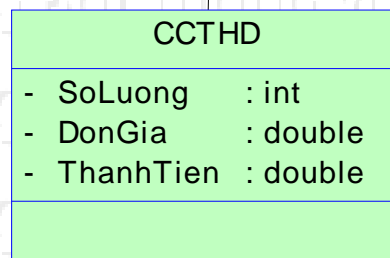 CCTHD
- SoLuong : int
- DonGia : double
- ThanhTien : double